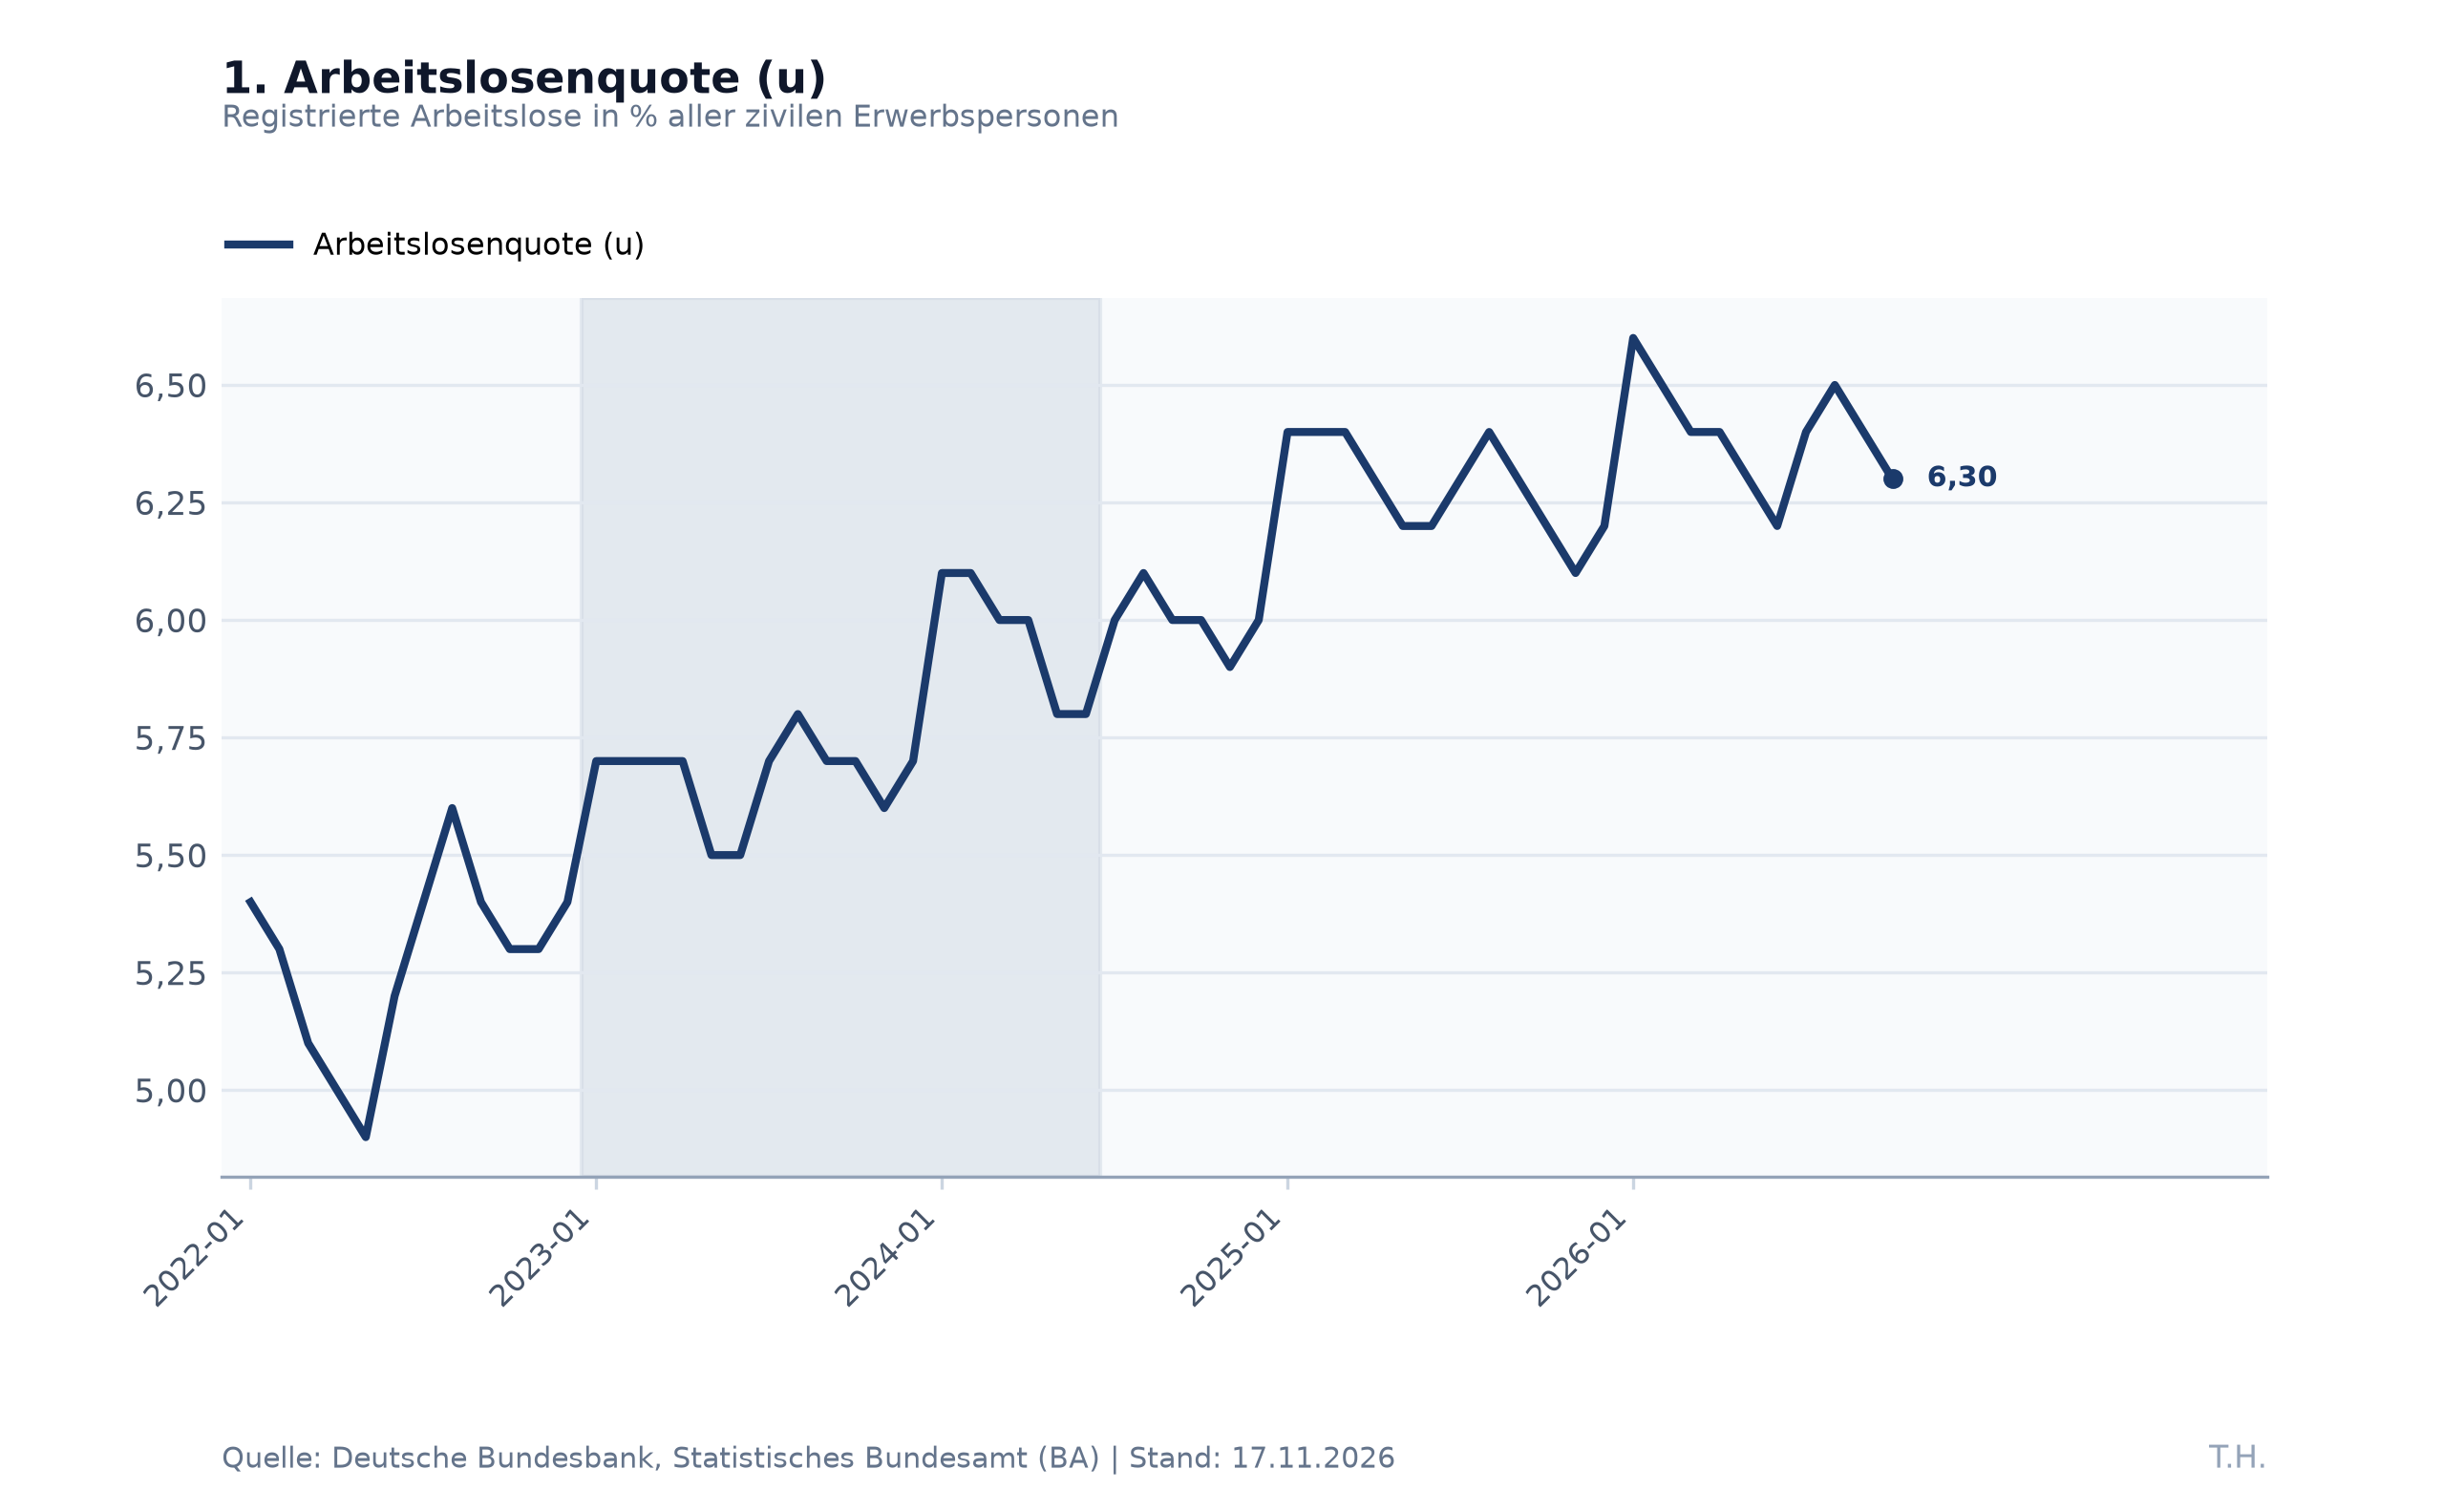 1. Arbeitslosenquote (u)
Registrierte Arbeitslose in % aller zivilen Erwerbspersonen
Arbeitslosenquote (u)
6,50
6,25
6,00
5,75
5,50
5,25
5,00
6,30
2022-01
2023-01
2024-01
2025-01
2026-01
Quelle: Deutsche Bundesbank, Statistisches Bundesamt (BA) | Stand: 17.11.2026
T.H.